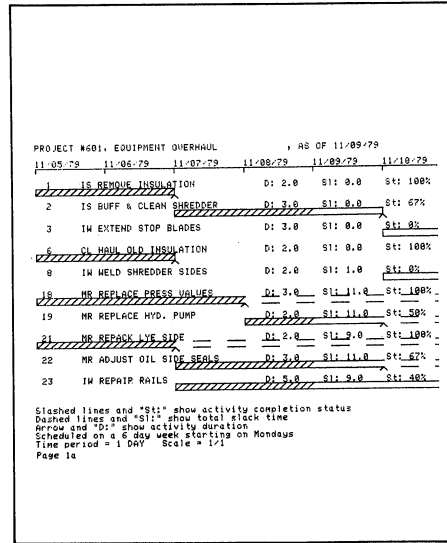 PROJECT #601. EQUIPMENT OVERHAUL , AS OF 11/09/79
11/05/79 11/06/79 11/07/79 11/08/79 11/09/79 11/10/79
1 IS REMOVE INSULATION D: 2.0 Sl: 0.0 St: 100%
2 IS BUFF & CLEAN SHREDDER D: 3.0 Sl: 0.0 St: 67%
3 IW EXTEND STOP BLADES D: 3.0 Sl: 0.0 St: 0%
6 CL HAUL OLD INSULATION D: 2.0 Sl: 0.0 St: 100%
8 IW WELD SHREDDER SIDES D: 2.0 Sl: 1.0 St: 0%
18 MR REPLACE PRESS VALUES D: 3.0 Sl: 11.0 St: 100%
19 MR REPLACE HYD. PUMP D: 2.0 Sl: 11.0 St: 50%
21 MR REPACK LYE SIDE D: 2.0 Sl: 9.0 St: 100%
22 MR ADJUST OIL SIDE SEALS D: 3.0 Sl: 11.0 St: 67%
23 IW REPAIR RAILS D: 5.0 Sl: 9.0 St: 40%
Slashed lines and "St:" show activity completion status
Dashed lines and "Sl:" show total slack time
Arrow and "D:" show activity duration
Scheduled on a 6 day week starting on Mondays
Time period = 1 DAY Scale = 1/1
Page 1a